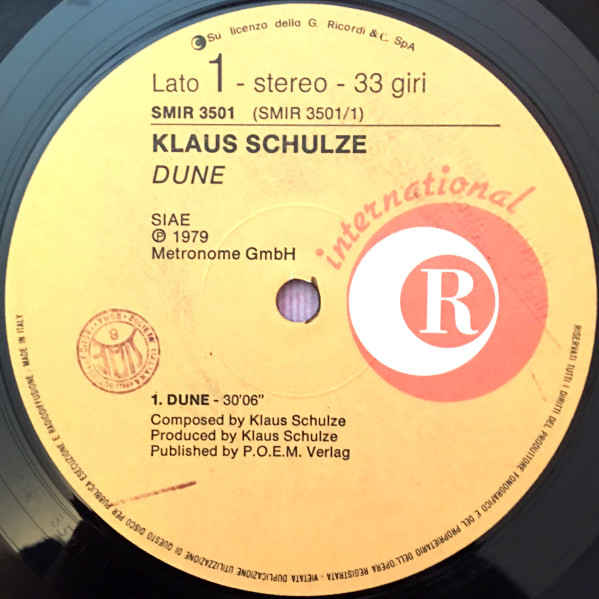 Su licenza della G. Ricordi & C. SpA
Lato 1 - stereo - 33 giri
SMIR 3501 (SMIR 3501/1)
KLAUS SCHULZE
DUNE
SIAE
℗ 1979
Metronome GmbH
international
R
1. DUNE - 30'06"
Composed by Klaus Schulze
Produced by Klaus Schulze
Published by P.O.E.M. Verlag
RISERVATI TUTTI I DIRITTI DEL PRODUTTORE FONOGRAFICO E DEL PROPRIETARIO DELL'OPERA REGISTRATA - VIETATA DUPLICAZIONE UTILIZZAZIONE DI QUESTO DISCO PER PUBBLICA ESECUZIONE E RADIODIFFUSIONE - MADE IN ITALY